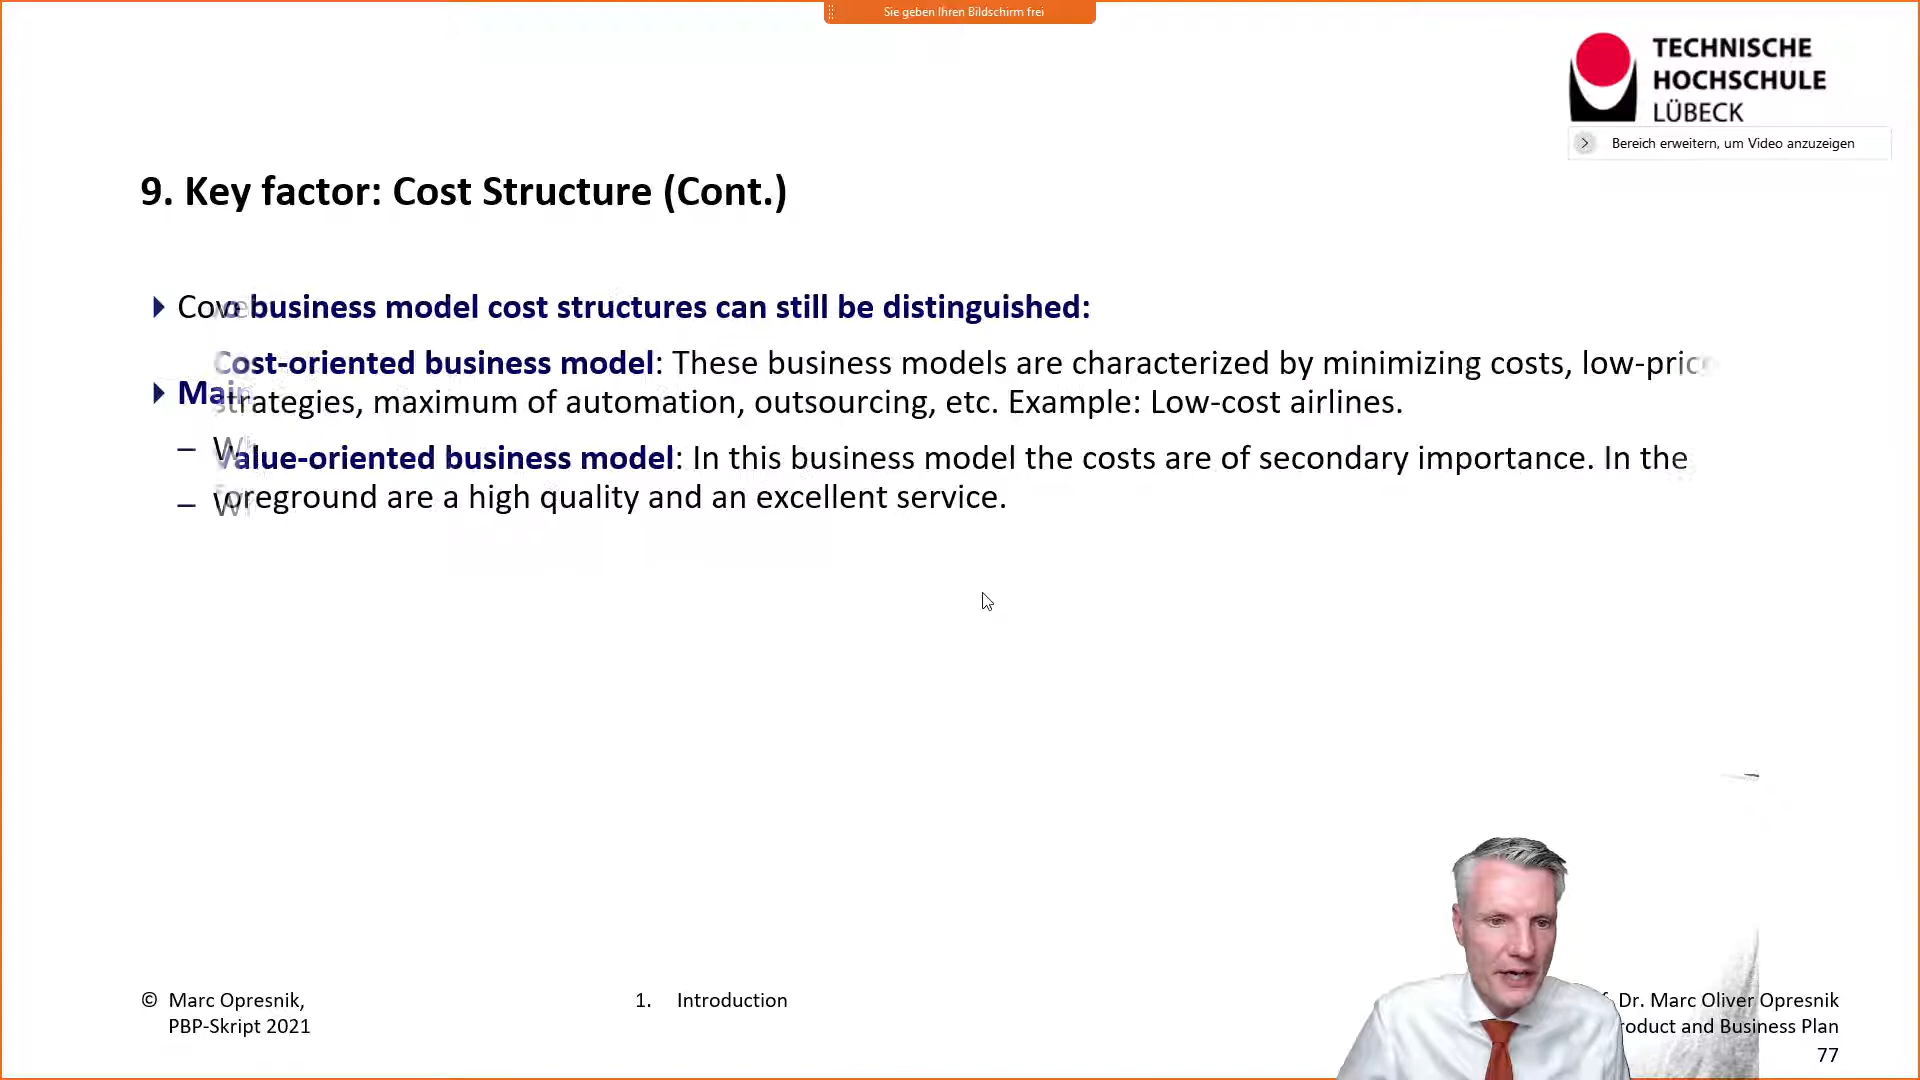 Sie geben Ihren Bildschirm frei
TECHNISCHE
HOCHSCHULE
LÜBECK
Bereich erweitern, um Video anzuzeigen
9. Key factor: Cost Structure (Cont.)
business model cost structures can still be distinguished:
Cost-oriented business model: These business models are characterized by minimizing costs, low-price
strategies, maximum of automation, outsourcing, etc. Example: Low-cost airlines.
Value-oriented business model: In this business model the costs are of secondary importance. In the
foreground are a high quality and an excellent service.
© Marc Opresnik,
PBP-Skript 2021
1. Introduction
Dr. Marc Oliver Opresnik
and Business Plan
77